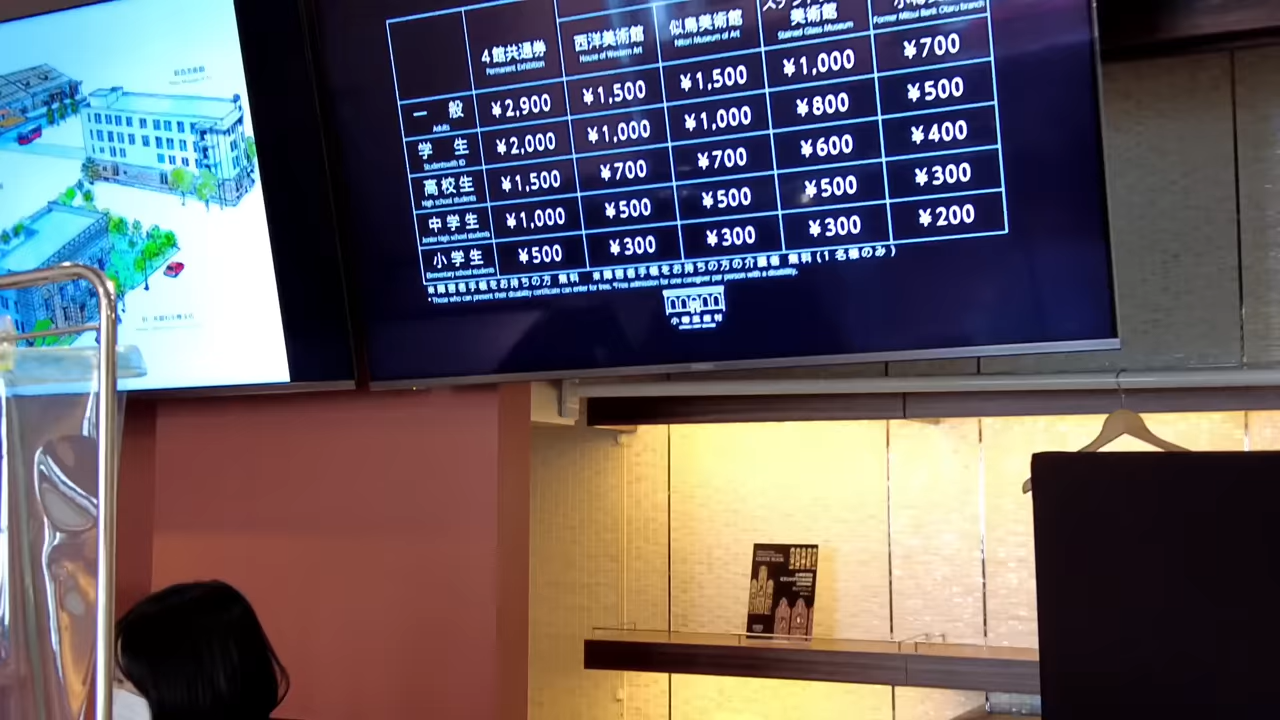 ４館共通券
Permanent Exhibition
西洋美術館
House of Western Art
似鳥美術館
Nitori Museum of Art
美術館
Stained Glass Museum
Former Mitsui Bank Otaru branch
一般 ¥2,900 ¥1,500 ¥1,500 ¥1,000 ¥700
Adults
学生 ¥2,000 ¥1,000 ¥1,000 ¥800 ¥500
Students with ID
高校生 ¥1,500 ¥700 ¥700 ¥600 ¥400
High school students
中学生 ¥1,000 ¥500 ¥500 ¥500 ¥300
Junior high school students
小学生 ¥500 ¥300 ¥300 ¥300 ¥200
Elementary school students
※障害者手帳をお持ちの方 無料 ※障害者手帳をお持ちの方の介護者 無料(1名様のみ)
* Those who can present their disability certificate can enter for free. *Free admission for one caregiver per person with a disability.
小樽芸術村